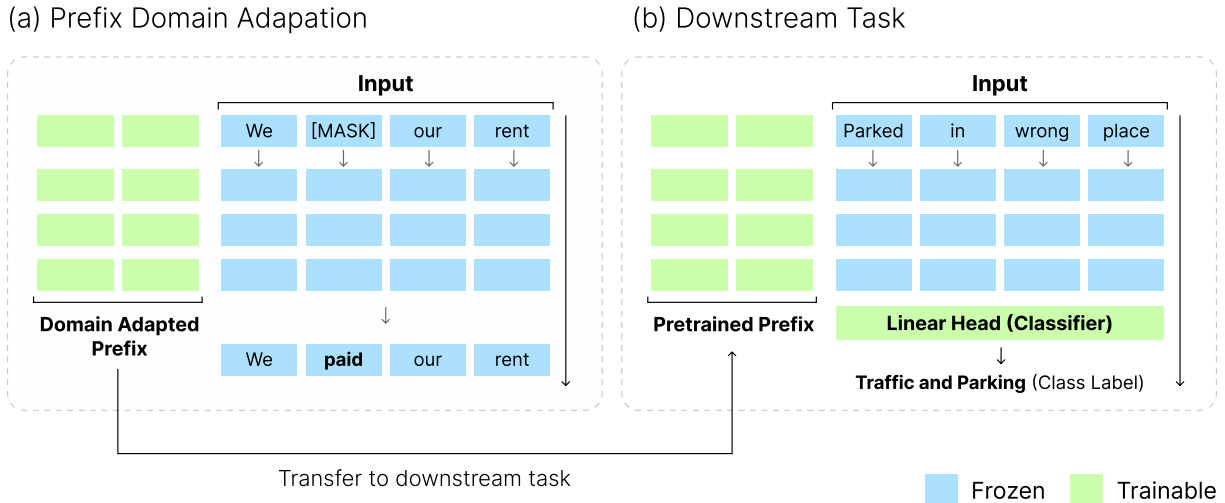 (a) Prefix Domain Adapation
Input
We [MASK] our rent
Domain Adapted
Prefix
We paid our rent
(b) Downstream Task
Input
Parked in wrong place
Pretrained Prefix
Linear Head (Classifier)
Traffic and Parking (Class Label)
Transfer to downstream task
Frozen Trainable